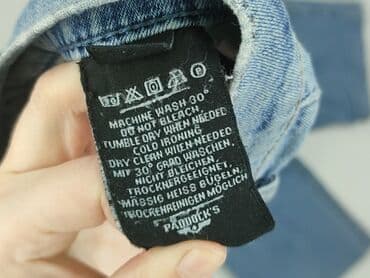 MACHINE WASH 30°
DO NOT BLEACH,
TUMBLE DRY WHEN NEEDED
COLD IRONING
DRY CLEAN WHEN-NEEDED
MIT 30° GRAD WASCHEN,
NICHT BLEICHEN,
TROCKNERGEEIGNET,
MÄSSIG HEISS BÜGELN,
TROCKENREINIGEN MÖGLICH
PADDOCK'S